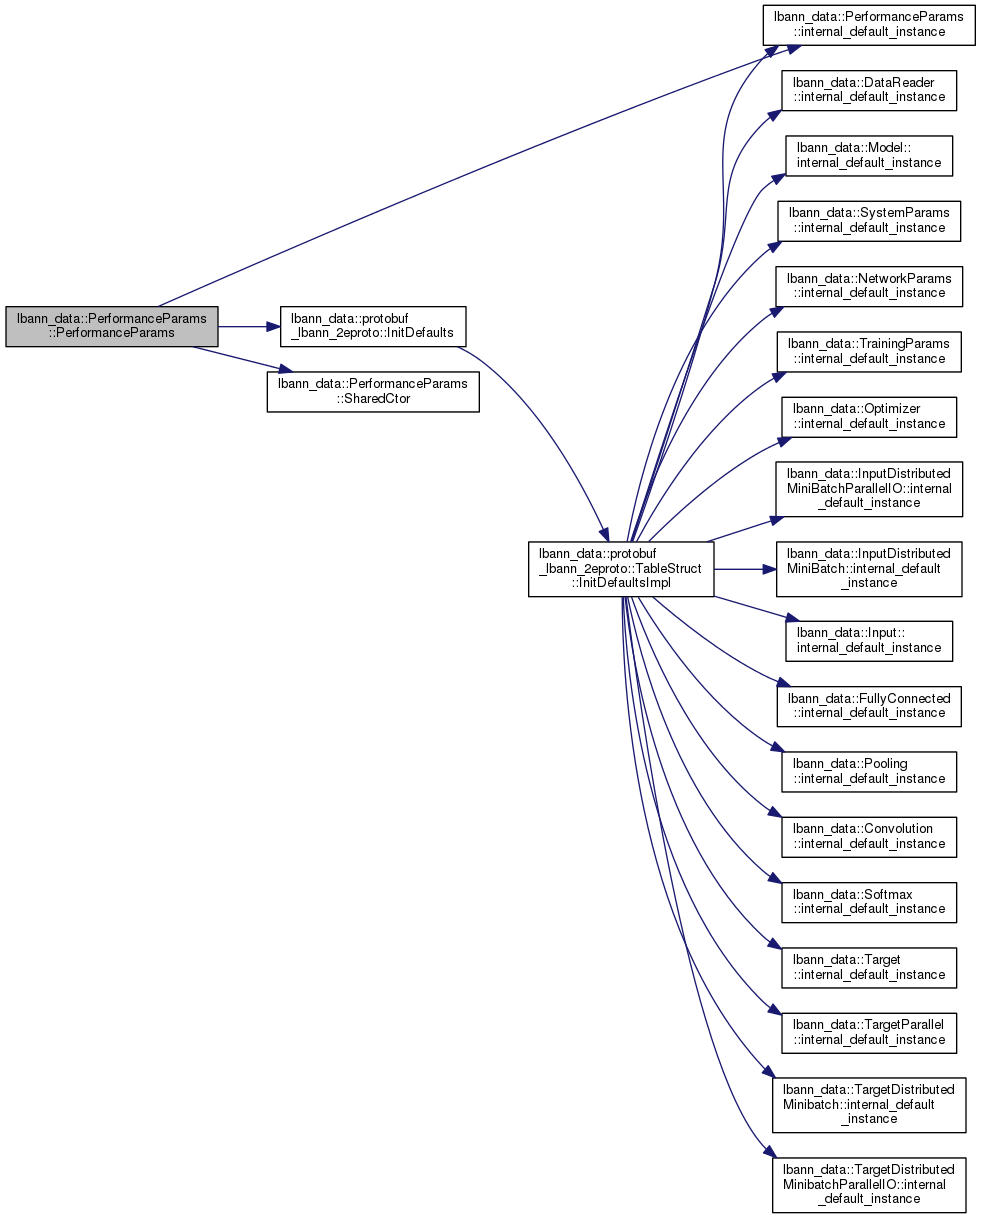 lbann_data::PerformanceParams
::PerformanceParams
lbann_data::protobuf
_lbann_2eproto::InitDefaults
lbann_data::PerformanceParams
::SharedCtor
lbann_data::protobuf
_lbann_2eproto::TableStruct
::InitDefaultsImpl
lbann_data::PerformanceParams
::internal_default_instance
lbann_data::DataReader
::internal_default_instance
lbann_data::Model::
internal_default_instance
lbann_data::SystemParams
::internal_default_instance
lbann_data::NetworkParams
::internal_default_instance
lbann_data::TrainingParams
::internal_default_instance
lbann_data::Optimizer
::internal_default_instance
lbann_data::InputDistributed
MiniBatchParallelIO::internal
_default_instance
lbann_data::InputDistributed
MiniBatch::internal_default
_instance
lbann_data::Input::
internal_default_instance
lbann_data::FullyConnected
::internal_default_instance
lbann_data::Pooling
::internal_default_instance
lbann_data::Convolution
::internal_default_instance
lbann_data::Softmax
::internal_default_instance
lbann_data::Target
::internal_default_instance
lbann_data::TargetParallel
::internal_default_instance
lbann_data::TargetDistributed
Minibatch::internal_default
_instance
lbann_data::TargetDistributed
MinibatchParallelIO::internal
_default_instance